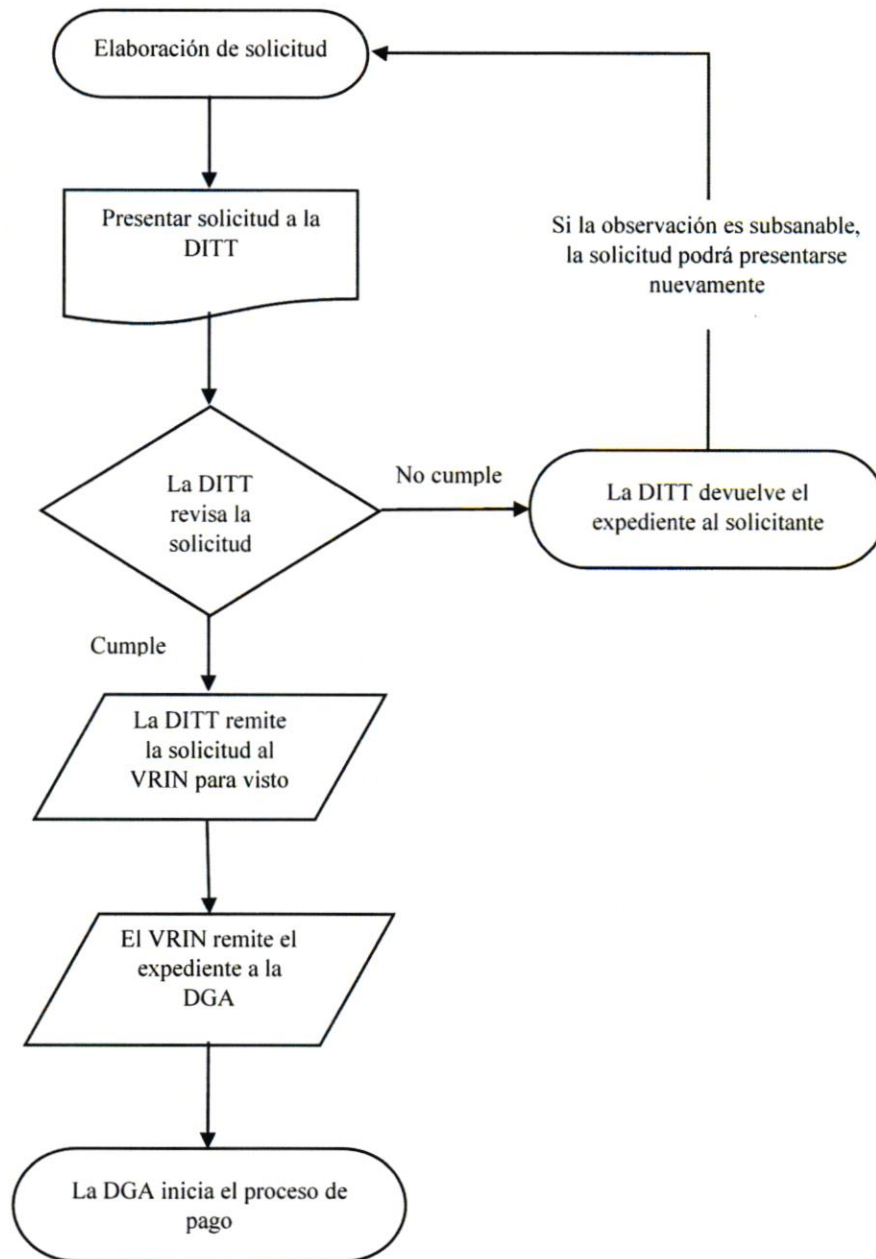 Elaboración de solicitud
Presentar solicitud a la
DITT
Si la observación es subsanable,
la solicitud podrá presentarse
nuevamente
La DITT
revisa la
solicitud
No cumple
La DITT devuelve el
expediente al solicitante
Cumple
La DITT remite
la solicitud al
VRIN para visto
El VRIN remite el
expediente a la
DGA
La DGA inicia el proceso de
pago